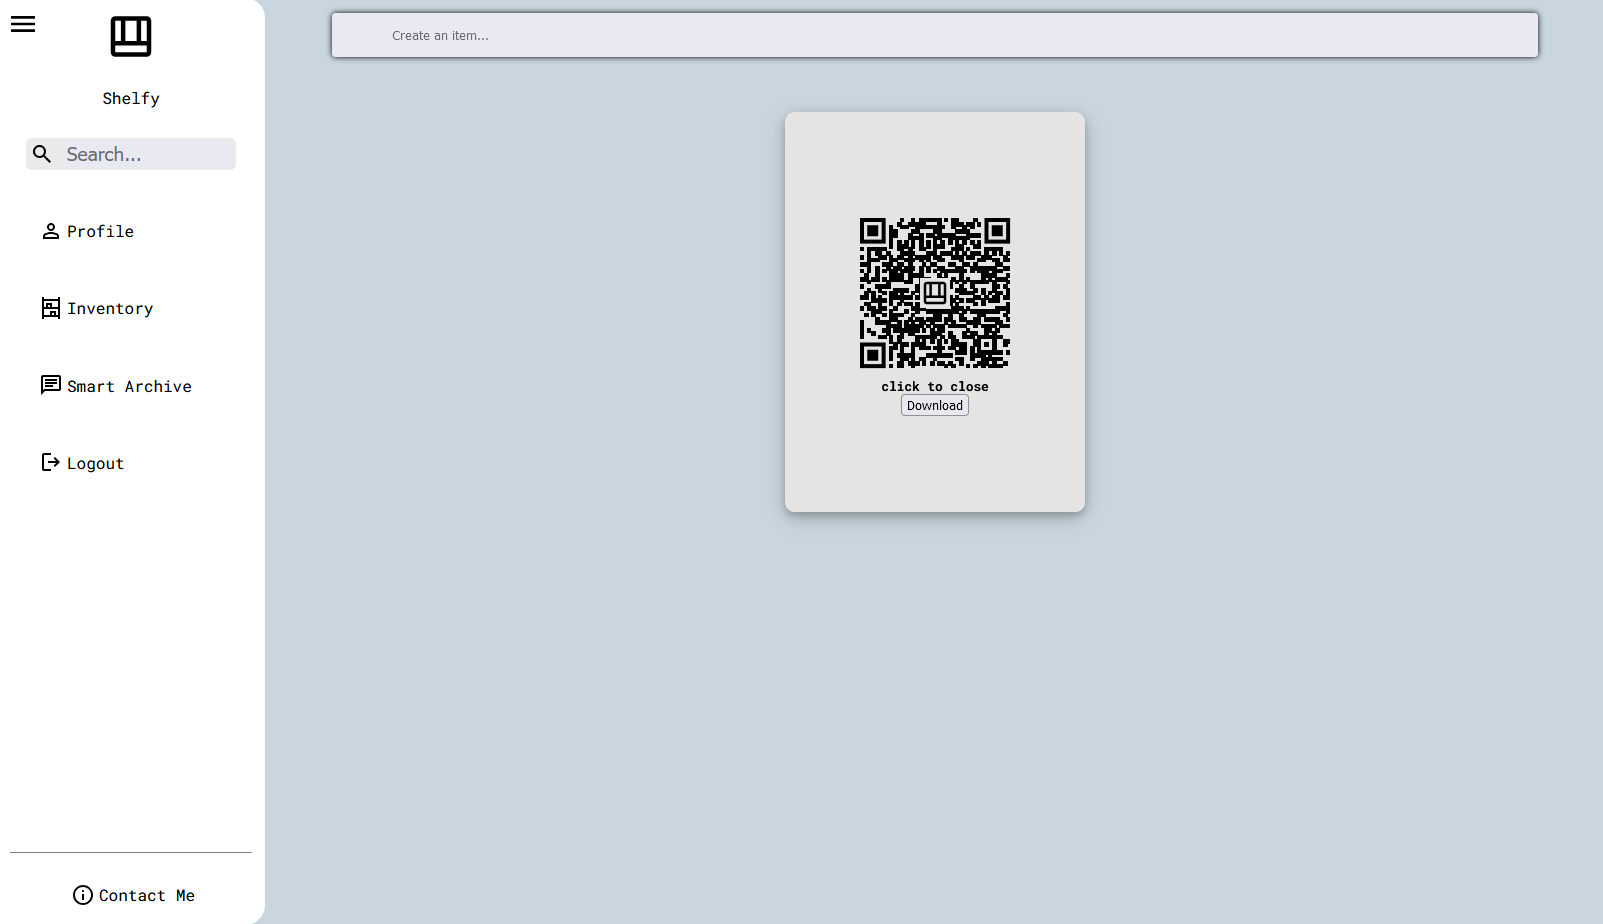 Shelfy
Search...
Profile
Inventory
Smart Archive
Logout
Contact Me
Create an item...
click to close
Download